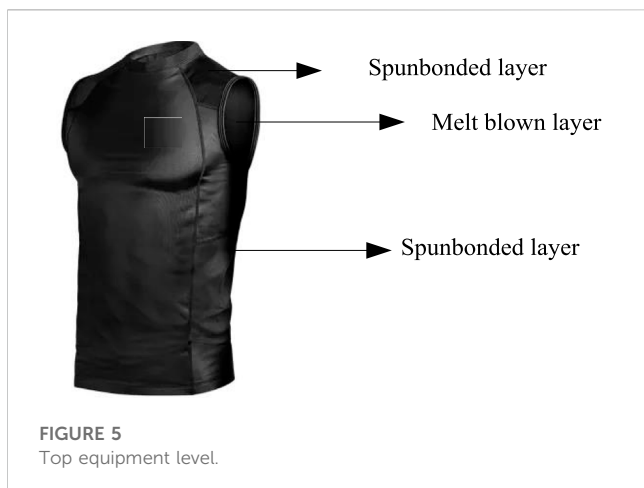 Spunbonded layer
Melt blown layer
Spunbonded layer
FIGURE 5
Top equipment level.